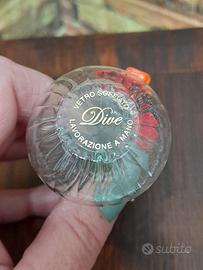 VETRO SOFFIATO
Dive
LAVORAZIONE A MANO
subito